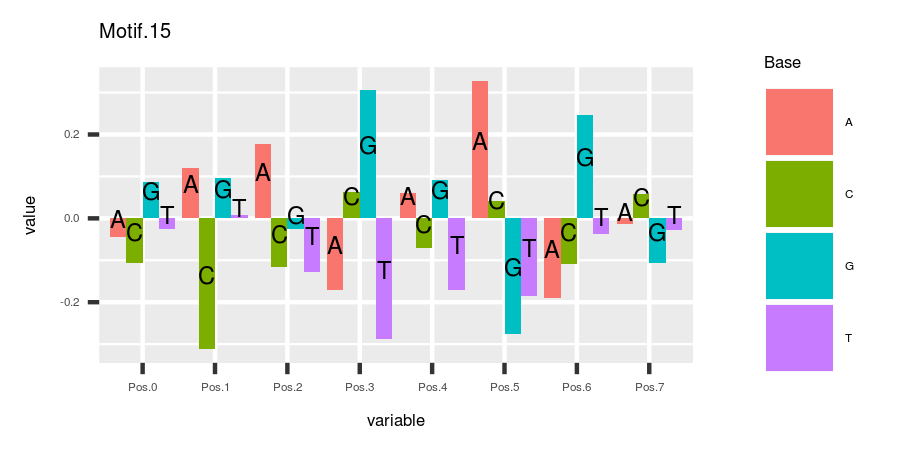 Motif.15
value
0.2
0.0
-0.2
A C G T A C G T A C G T A C G T A C G T A C G T A C G T A C G T
Pos.0 Pos.1 Pos.2 Pos.3 Pos.4 Pos.5 Pos.6 Pos.7
variable
Base
A
C
G
T